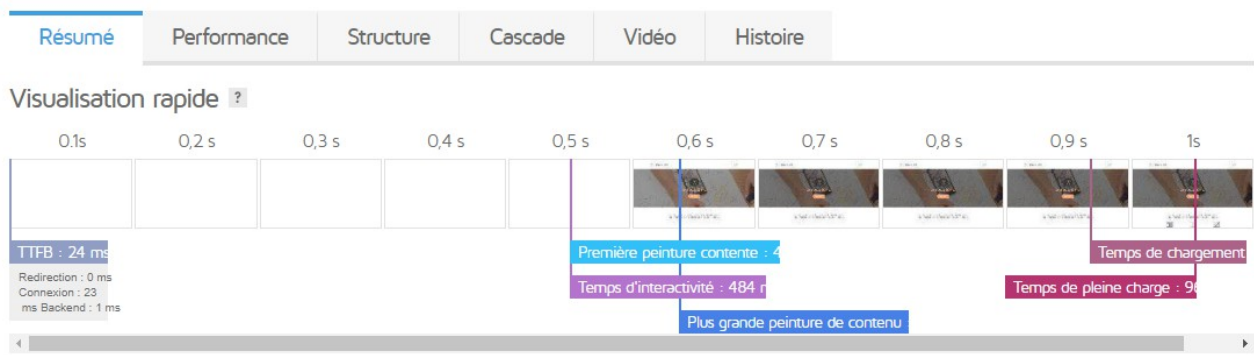 Résumé Performance Structure Cascade Vidéo Histoire
Visualisation rapide ?
0.1s 0,2 s 0,3 s 0,4 s 0,5 s 0,6 s 0,7 s 0,8 s 0,9 s 1s
TTFB : 24 ms
Redirection : 0 ms
Connexion : 23
ms Backend : 1 ms
Première peinture contente : 4
Temps d'interactivité : 484
Plus grande peinture de contenu
Temps de chargement
Temps de pleine charge : 96